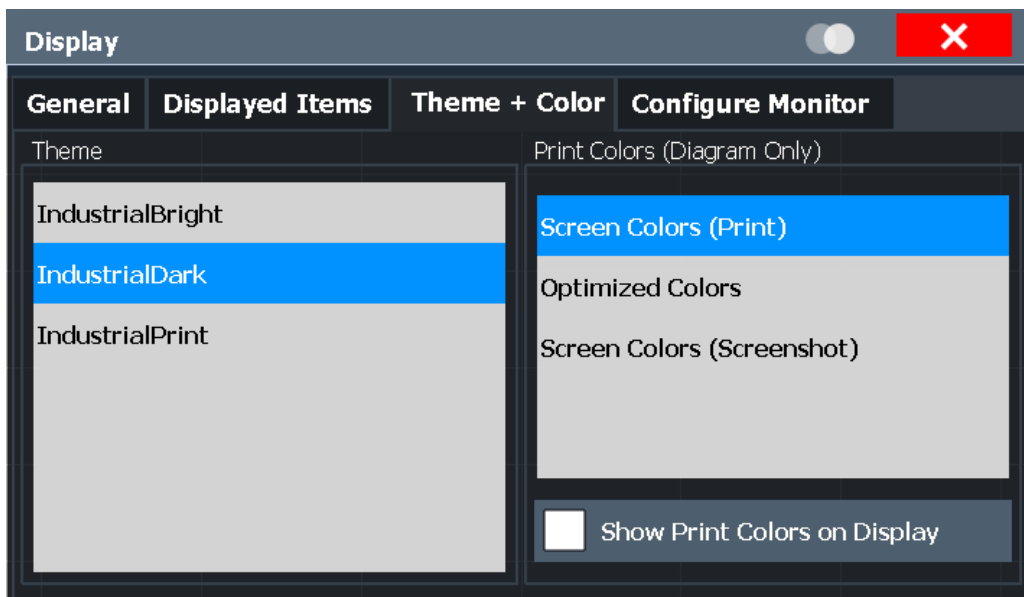 Display
General Displayed Items Theme + Color Configure Monitor
Theme
IndustrialBright
IndustrialDark
IndustrialPrint
Print Colors (Diagram Only)
Screen Colors (Print)
Optimized Colors
Screen Colors (Screenshot)
Show Print Colors on Display